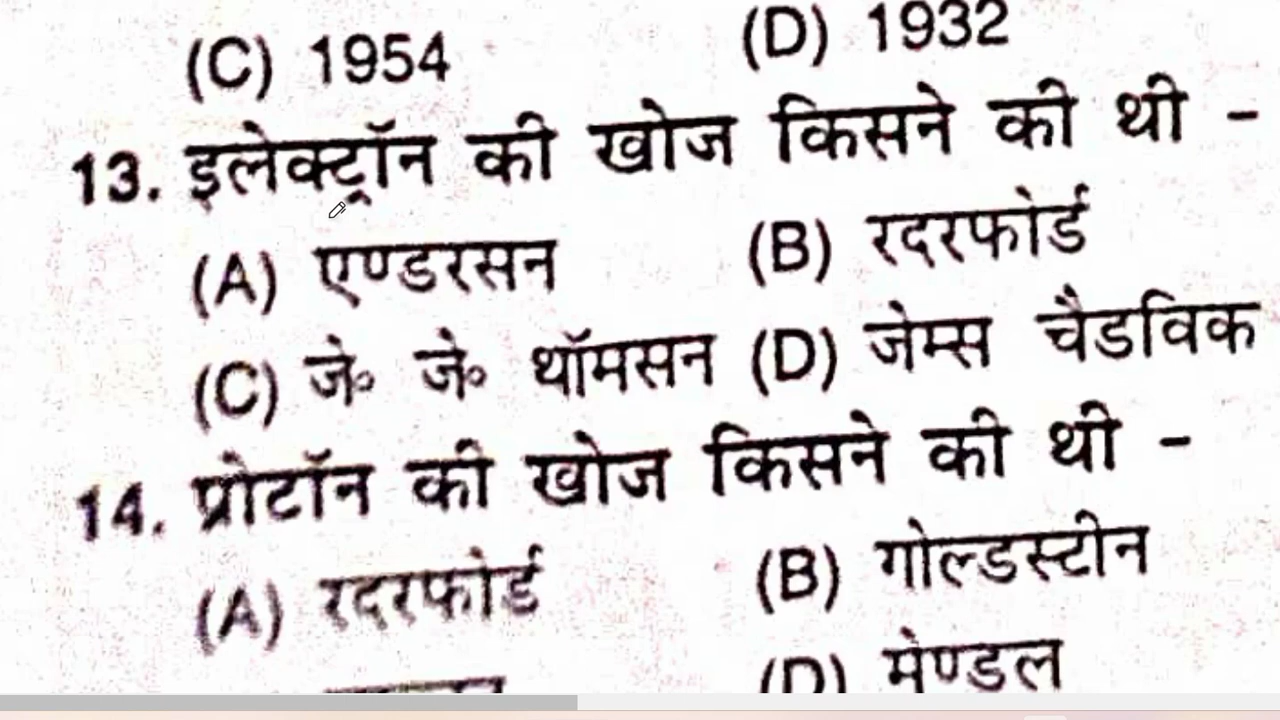 (C) 1954 (D) 1932
13. इलेक्ट्रॉन की खोज किसने की थी -
(A) एण्डरसन (B) रदरफोर्ड
(C) जे॰ जे॰ थॉमसन (D) जेम्स चैडविक
14. प्रोटॉन की खोज किसने की थी -
(A) रदरफोर्ड (B) गोल्डस्टीन
(D) मेण्डल